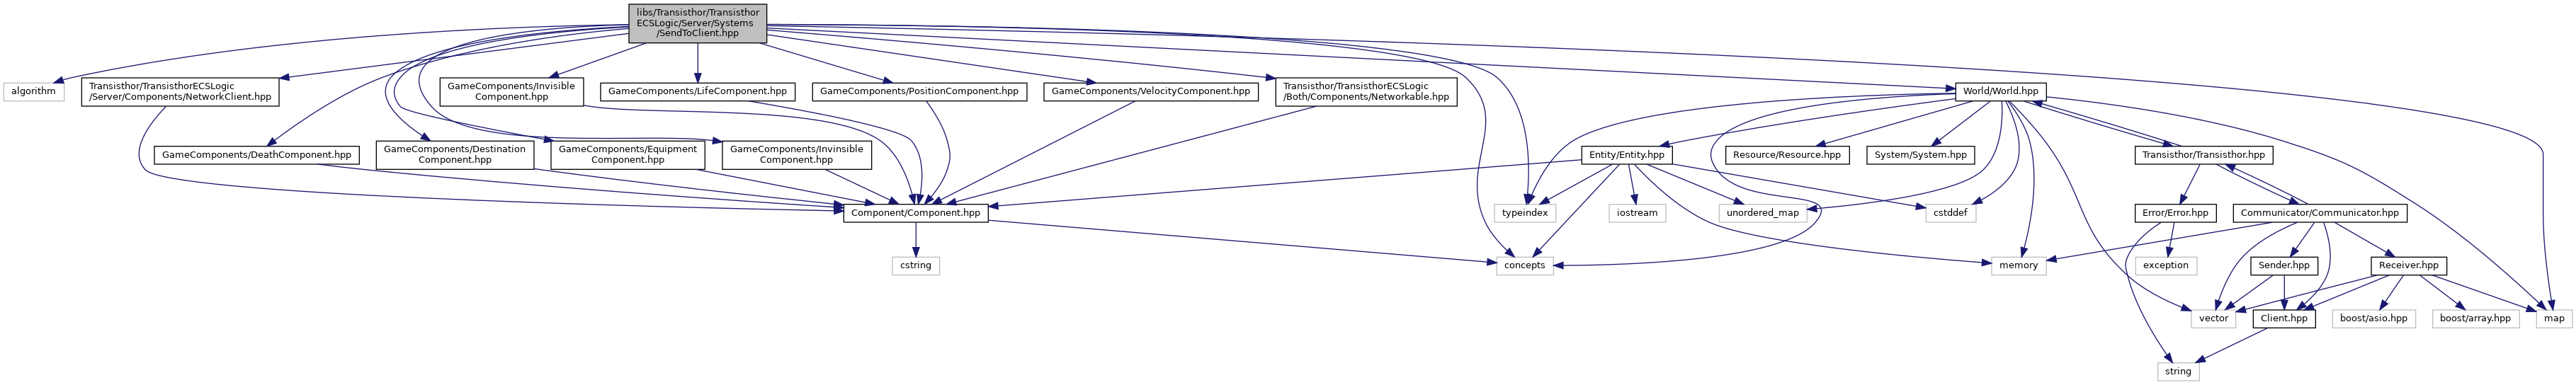 libs/Transisthor/Transisthor
ECSLogic/Server/Systems
/SendToClient.hpp
algorithm
Transisthor/TransisthorECSLogic
/Server/Components/NetworkClient.hpp
GameComponents/Invisible
Component.hpp
GameComponents/LifeComponent.hpp
GameComponents/PositionComponent.hpp
GameComponents/VelocityComponent.hpp
Transisthor/TransisthorECSLogic
/Both/Components/Networkable.hpp
World/World.hpp
GameComponents/DeathComponent.hpp
GameComponents/Destination
Component.hpp
GameComponents/Equipment
Component.hpp
GameComponents/Invinsible
Component.hpp
Entity/Entity.hpp
Resource/Resource.hpp
System/System.hpp
Transisthor/Transisthor.hpp
Component/Component.hpp
typeindex
iostream
unordered_map
cstddef
Error/Error.hpp
Communicator/Communicator.hpp
cstring
concepts
memory
exception
Sender.hpp
Receiver.hpp
vector
Client.hpp
boost/asio.hpp
boost/array.hpp
map
string